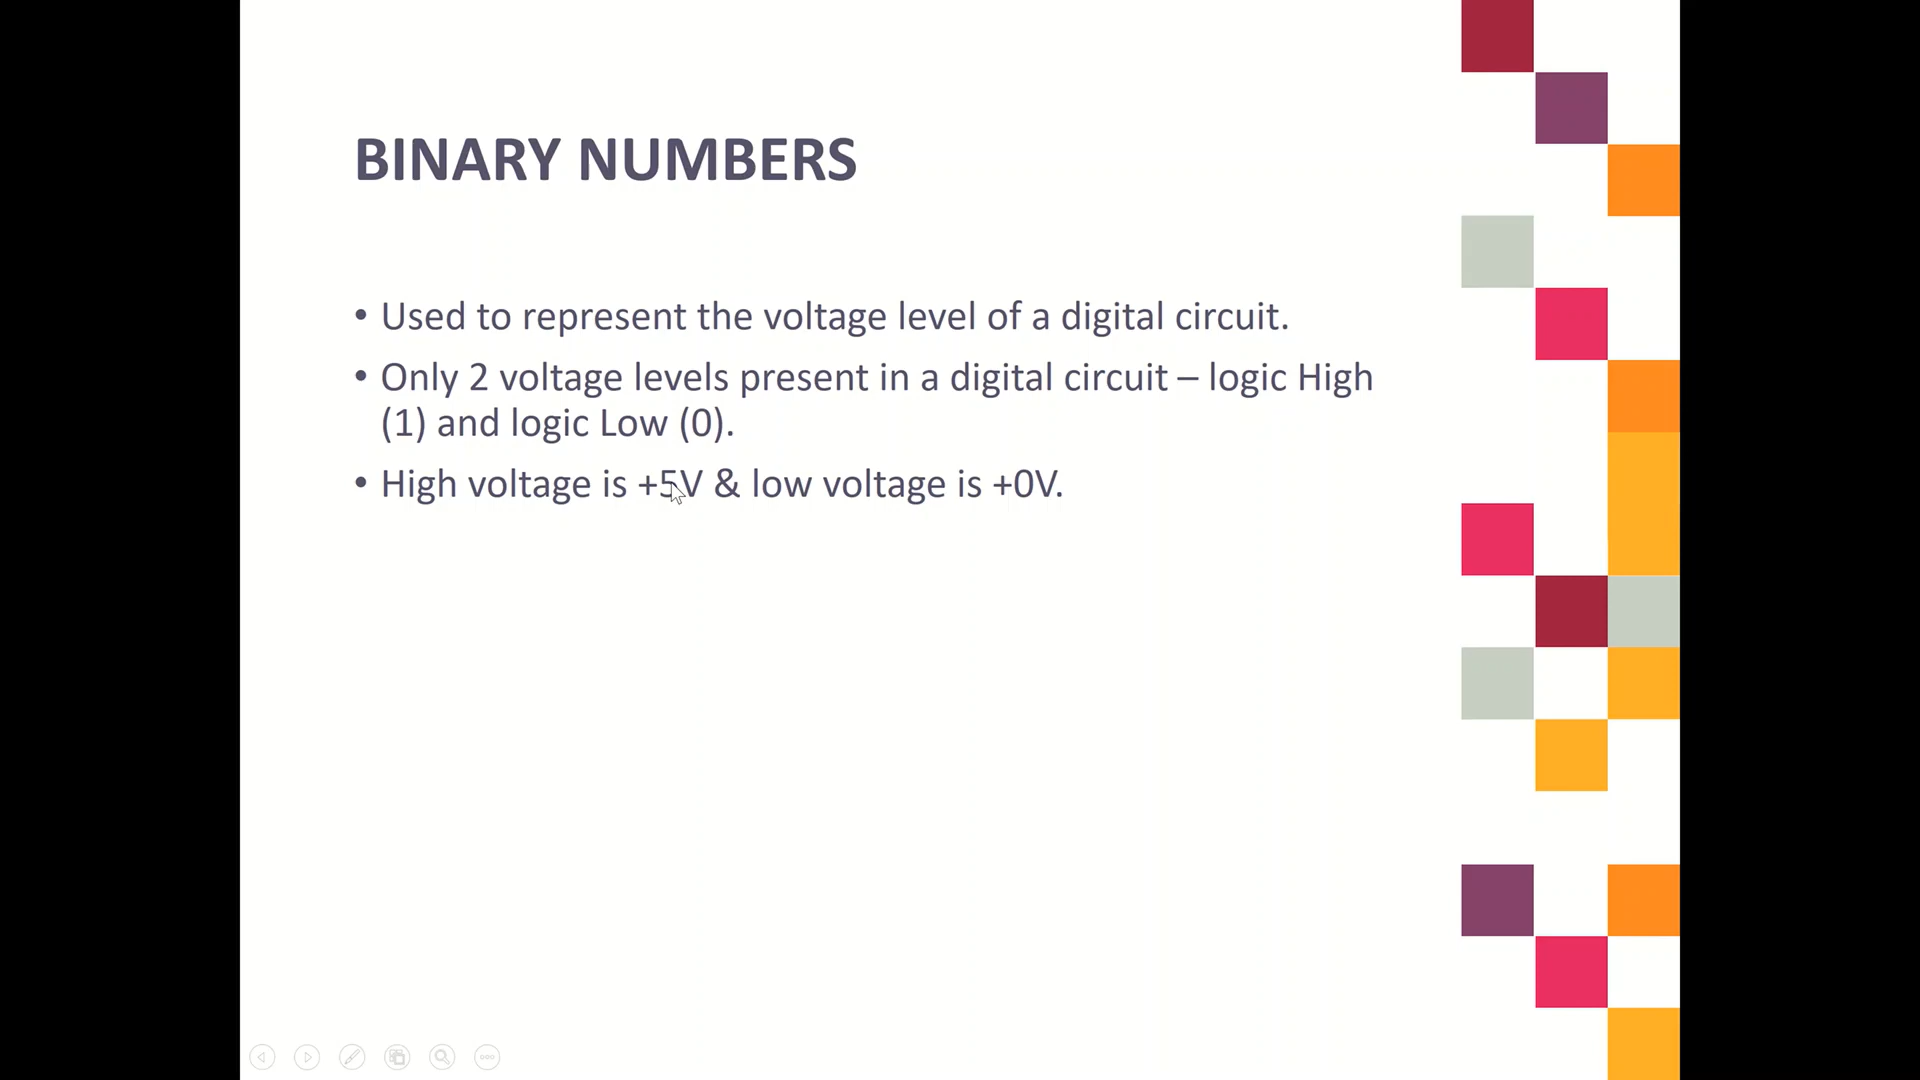 BINARY NUMBERS
• Used to represent the voltage level of a digital circuit.
• Only 2 voltage levels present in a digital circuit – logic High
(1) and logic Low (0).
• High voltage is +5V & low voltage is +0V.